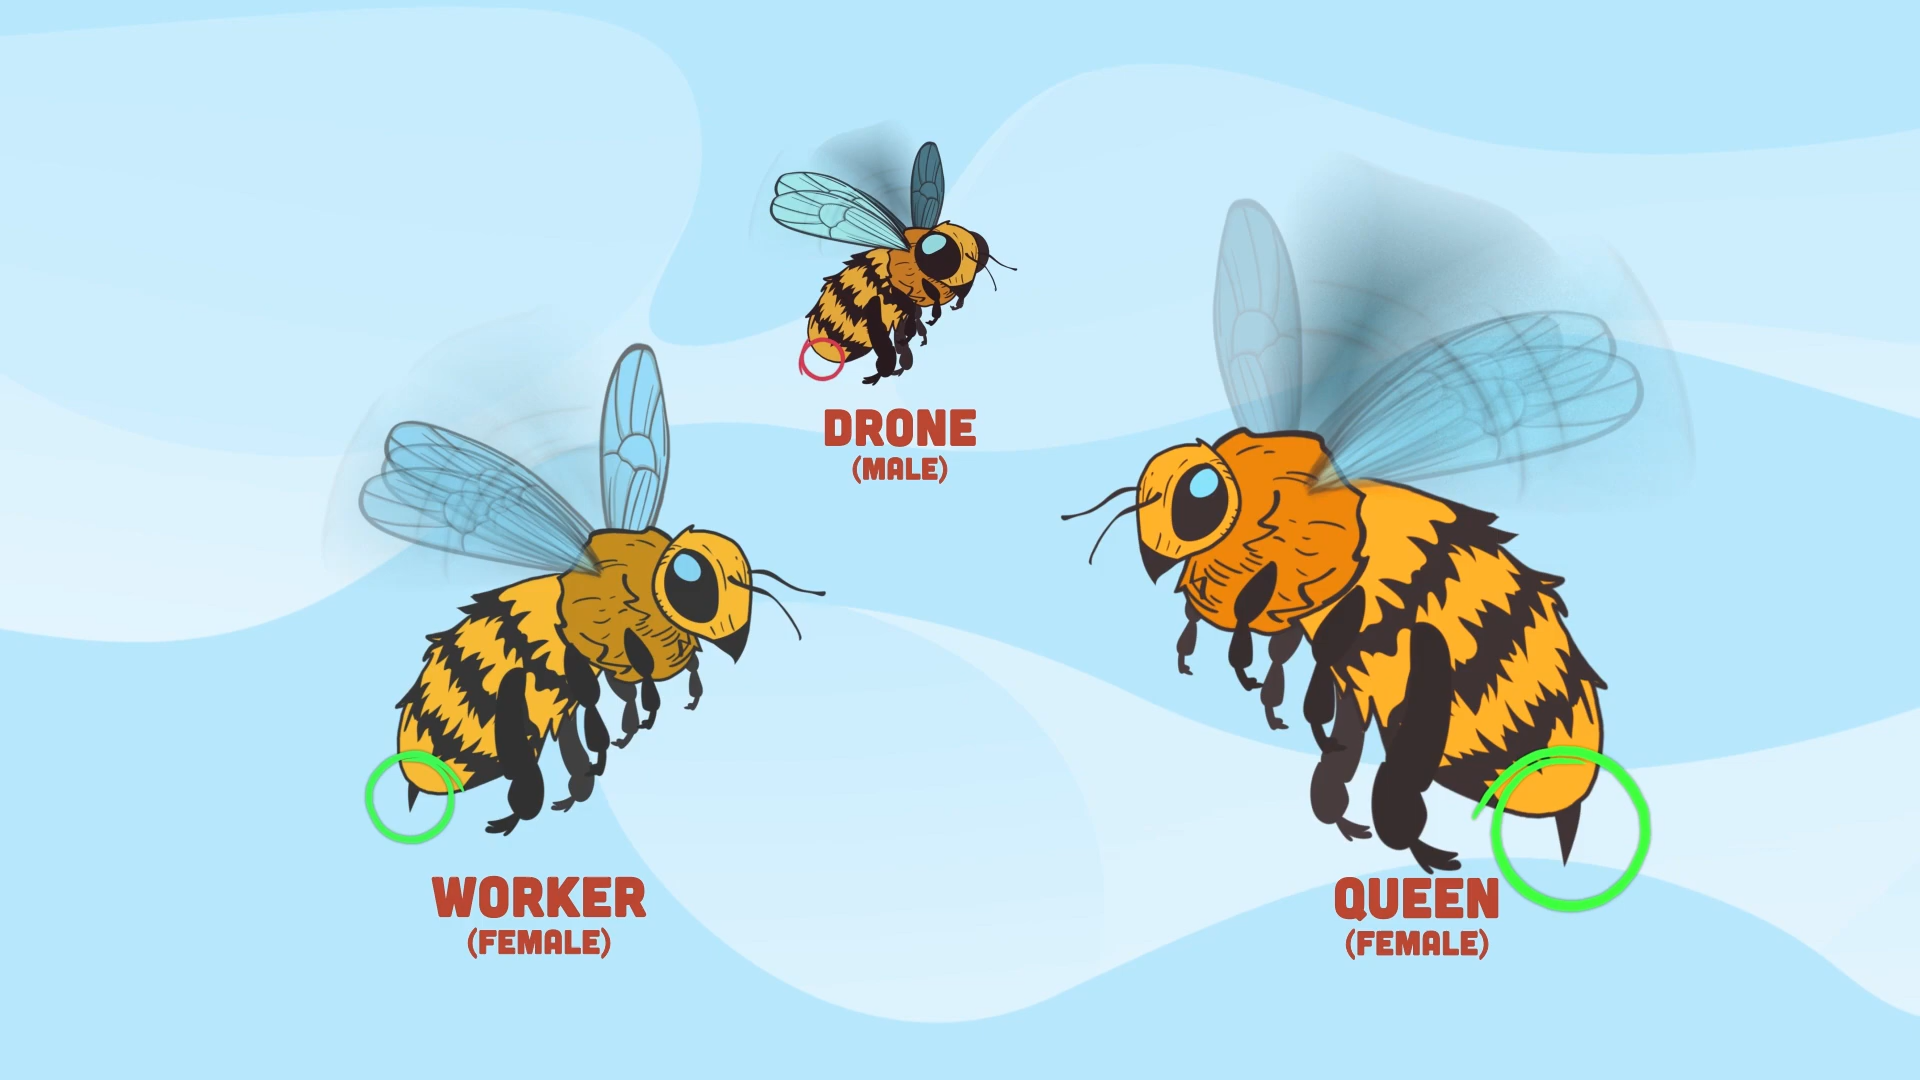 DRONE
(MALE)
WORKER
(FEMALE)
QUEEN
(FEMALE)